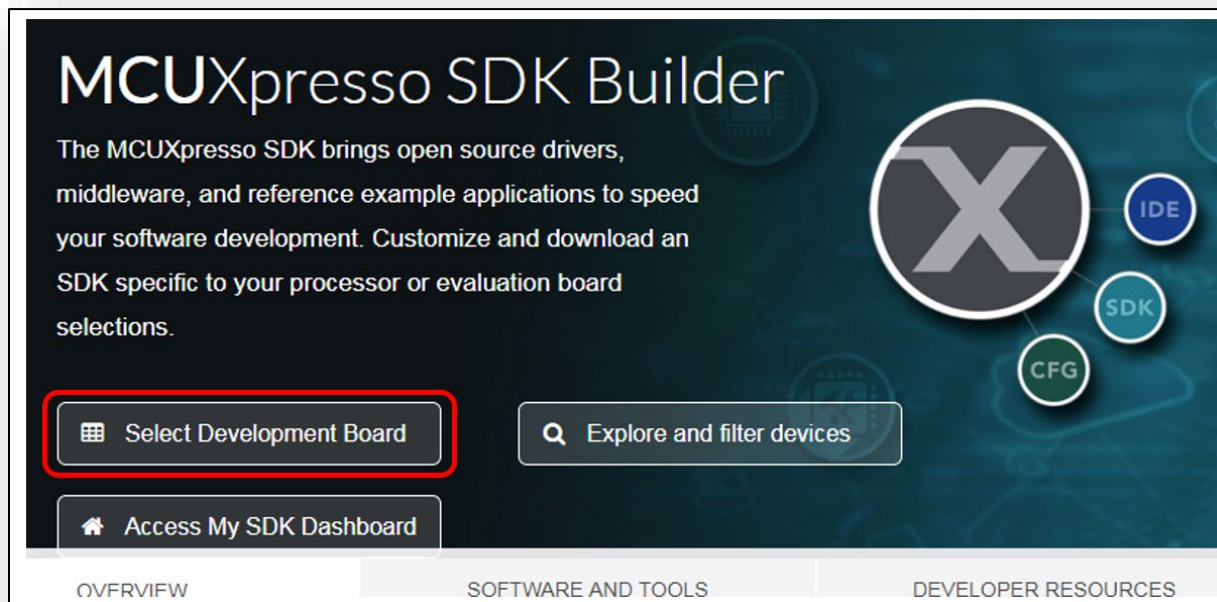 MCUXpresso SDK Builder
The MCUXpresso SDK brings open source drivers,
middleware, and reference example applications to speed
your software development. Customize and download an
SDK specific to your processor or evaluation board
selections.
IDE
SDK
CFG
Select Development Board
Explore and filter devices
Access My SDK Dashboard
OVERVIEW
SOFTWARE AND TOOLS
DEVELOPER RESOURCES